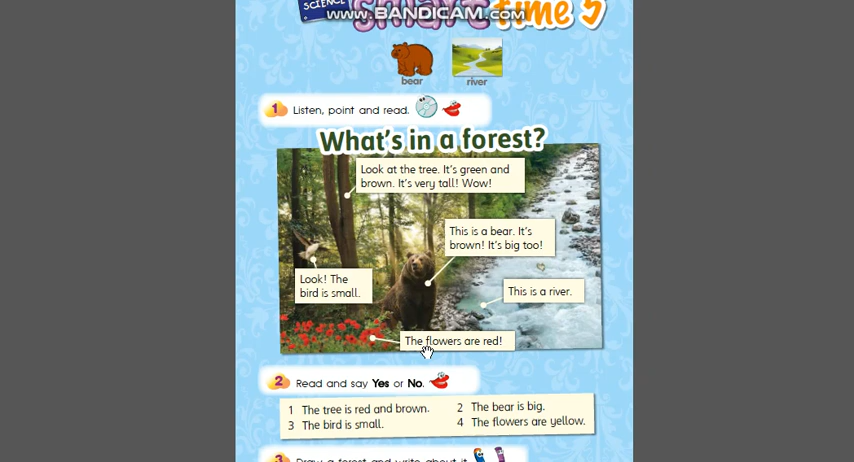 SCIENCE
smart time 5
www.BANDICAM.com
bear
river
1 Listen, point and read.
What's in a forest?
Look at the tree. It's green and
brown. It's very tall! Wow!
This is a bear. It's
brown! It's big too!
Look! The
bird is small.
This is a river.
The flowers are red!
2 Read and say Yes or No.
1 The tree is red and brown.
2 The bear is big.
3 The bird is small.
4 The flowers are yellow.
3 Draw a forest and write about it.